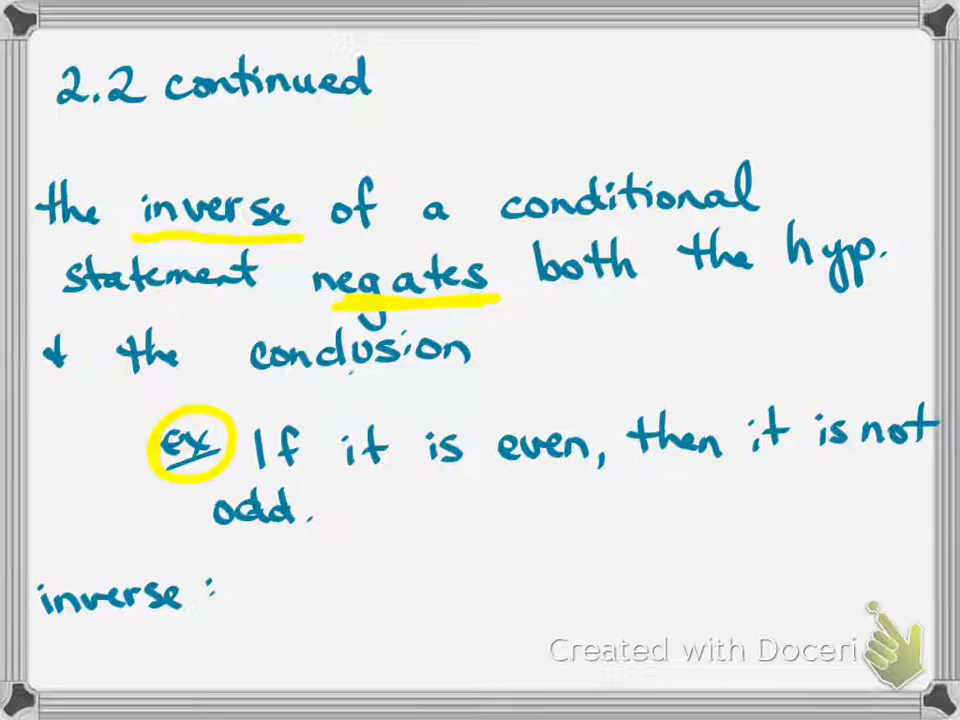 2.2 continued
the inverse of a conditional
statement negates both the hyp.
& the conclusion
ex If it is even, then it is not
odd.
inverse :
Created with Doceri